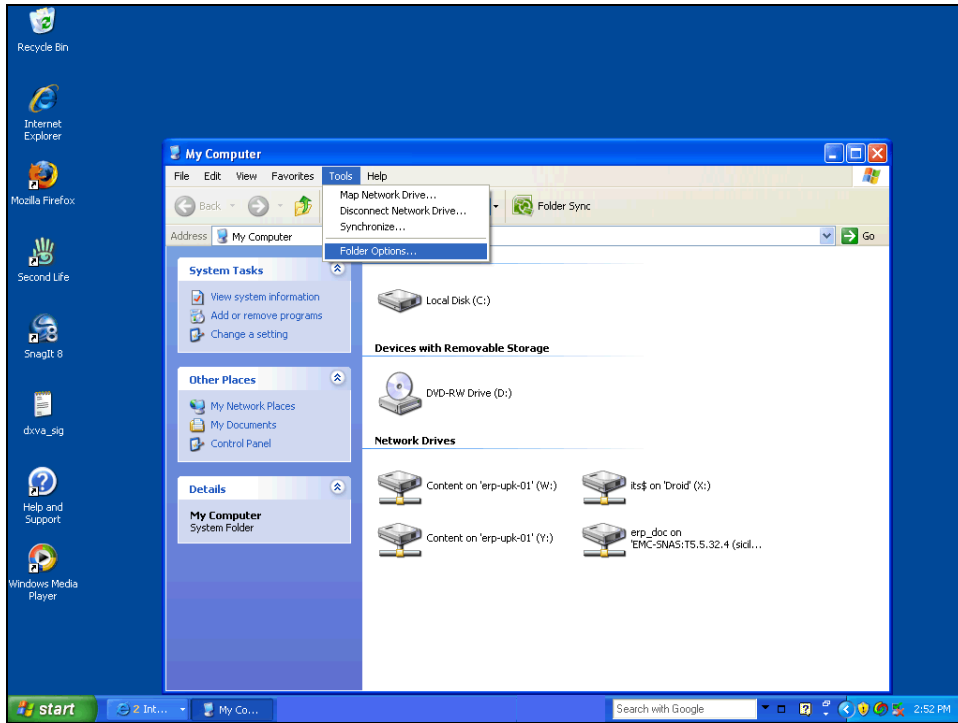 Recycle Bin
Internet
Explorer
Mozilla Firefox
Second Life
SnagIt 8
dxva_sig
Help and
Support
Windows Media
Player
My Computer
File Edit View Favorites Tools Help
Back
Folder Sync
Address My Computer Go
Map Network Drive...
Disconnect Network Drive...
Synchronize...
Folder Options...
System Tasks
View system information
Add or remove programs
Change a setting
Other Places
My Network Places
My Documents
Control Panel
Details
My Computer
System Folder
Local Disk (C:)
Devices with Removable Storage
DVD-RW Drive (D:)
Network Drives
Content on 'erp-upk-01' (W:)
its$ on 'Droid' (X:)
Content on 'erp-upk-01' (Y:)
erp_doc on
'EMC-SNAS:T5.5.32.4 (sicil...
start
2 Int...
My Co...
Search with Google
2:52 PM